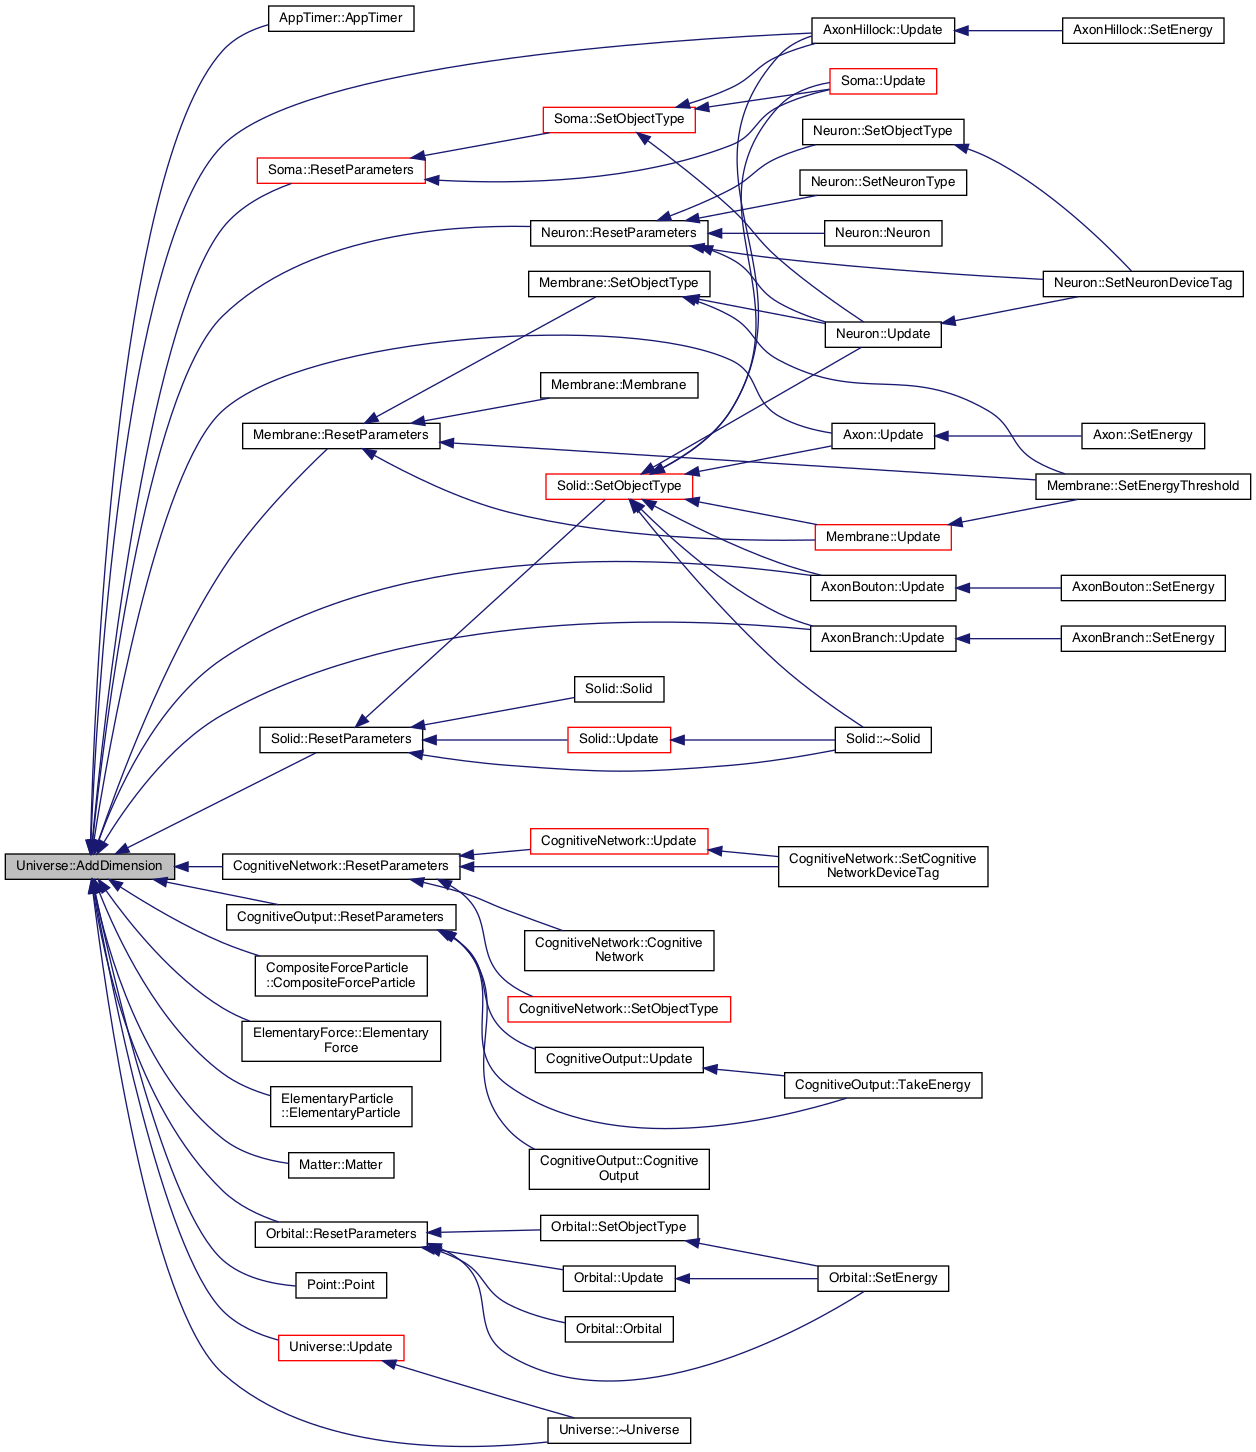 AppTimer::AppTimer
AxonHillock::Update
AxonHillock::SetEnergy
Soma::Update
Soma::SetObjectType
Neuron::SetObjectType
Soma::ResetParameters
Neuron::SetNeuronType
Neuron::ResetParameters
Neuron::Neuron
Membrane::SetObjectType
Neuron::SetNeuronDeviceTag
Neuron::Update
Membrane::Membrane
Membrane::ResetParameters
Axon::Update
Axon::SetEnergy
Solid::SetObjectType
Membrane::SetEnergyThreshold
Membrane::Update
AxonBouton::Update
AxonBouton::SetEnergy
AxonBranch::Update
AxonBranch::SetEnergy
Solid::Solid
Solid::ResetParameters
Solid::Update
Solid::~Solid
CognitiveNetwork::Update
Universe::AddDimension
CognitiveNetwork::ResetParameters
CognitiveNetwork::SetCognitive
NetworkDeviceTag
CognitiveOutput::ResetParameters
CognitiveNetwork::Cognitive
Network
CompositeForceParticle
::CompositeForceParticle
CognitiveNetwork::SetObjectType
ElementaryForce::Elementary
Force
CognitiveOutput::Update
CognitiveOutput::TakeEnergy
ElementaryParticle
::ElementaryParticle
Matter::Matter
CognitiveOutput::Cognitive
Output
Orbital::ResetParameters
Orbital::SetObjectType
Point::Point
Orbital::Update
Orbital::SetEnergy
Orbital::Orbital
Universe::Update
Universe::~Universe